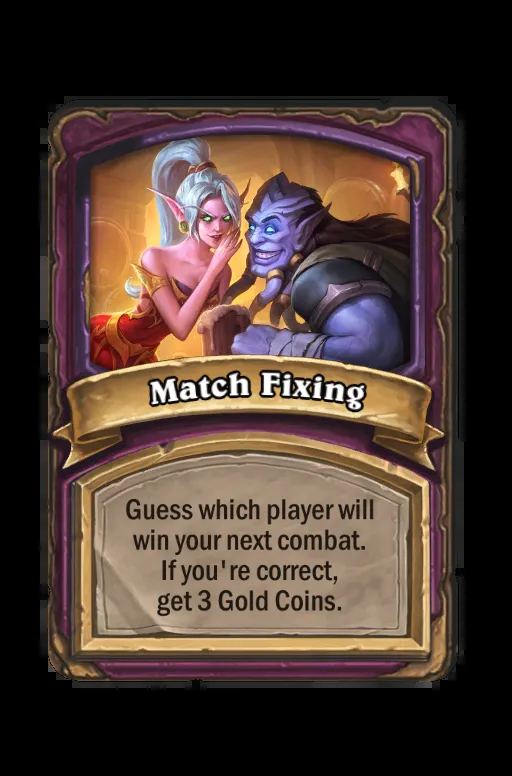 Match Fixing
Guess which player will
win your next combat.
If you're correct,
get 3 Gold Coins.